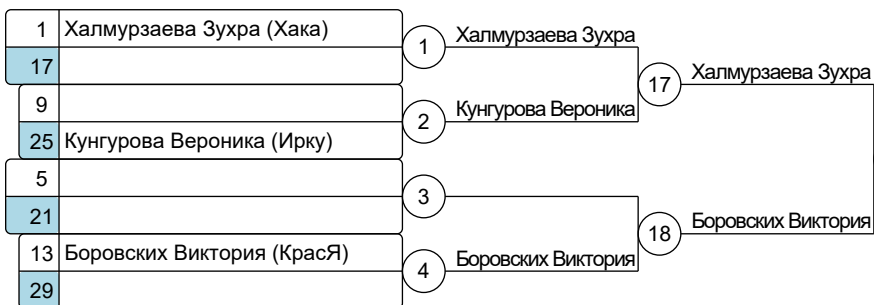 1 Халмурзаева Зухра (Хака)
17
1 Халмурзаева Зухра
9
25 Кунгурова Вероника (Ирку)
2 Кунгурова Вероника
17 Халмурзаева Зухра
5
21
3
13 Боровских Виктория (КрасЯ)
29
4 Боровских Виктория
18 Боровских Виктория